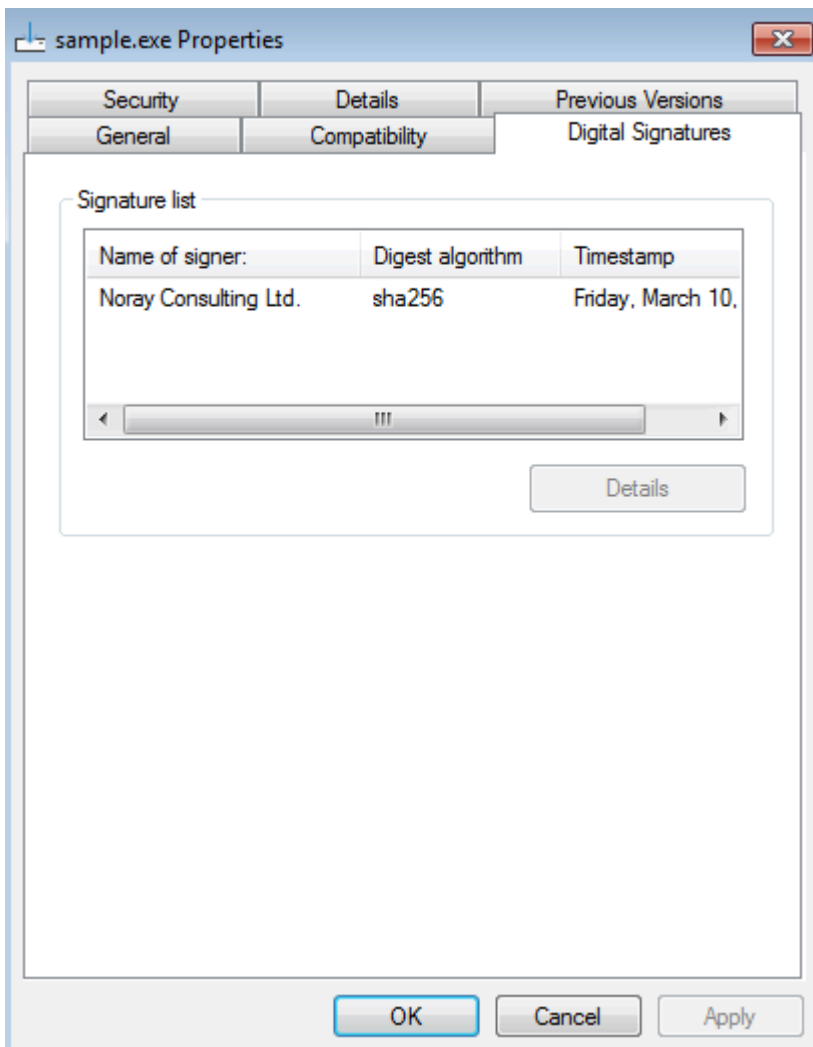 sample.exe Properties
Security Details Previous Versions
General Compatibility Digital Signatures
Signature list
Name of signer: Digest algorithm Timestamp
Noray Consulting Ltd. sha256 Friday, March 10,
Details
OK Cancel Apply